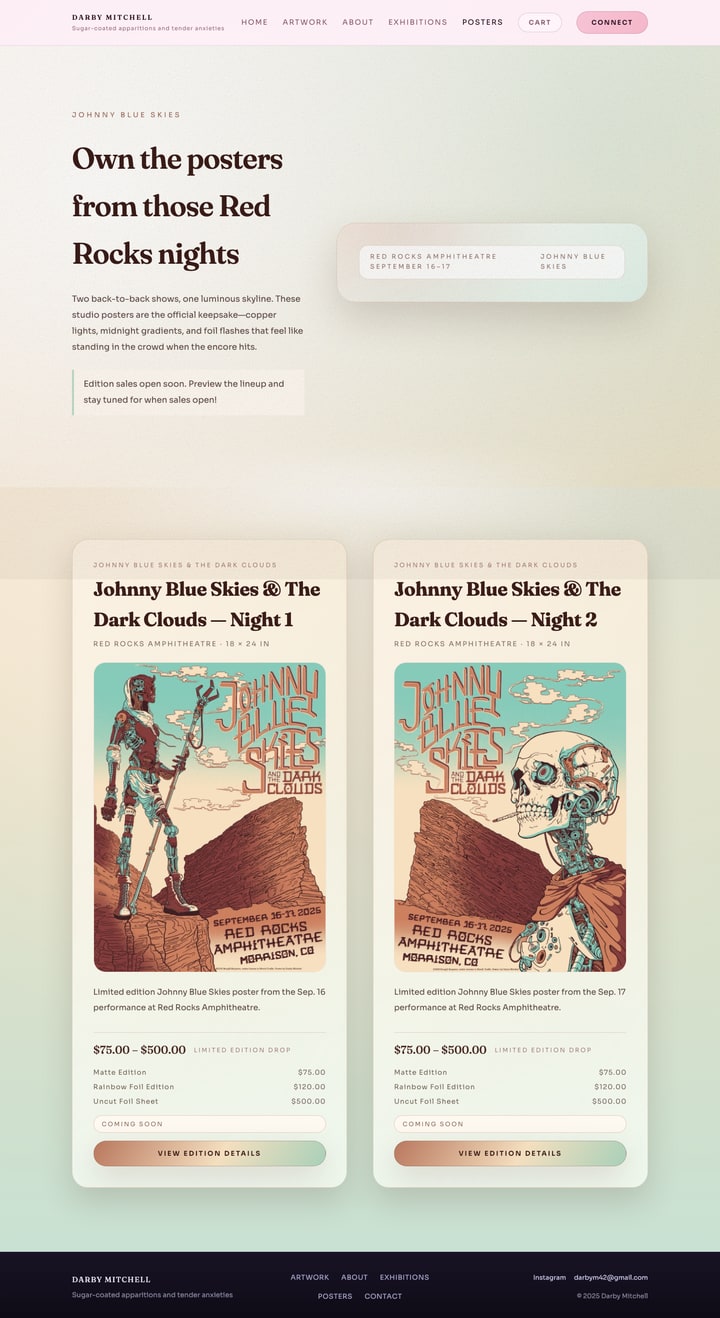 DARBY MITCHELL
Sugar-coated apparitions and tender anxieties
HOME ARTWORK ABOUT EXHIBITIONS POSTERS CART CONNECT
JOHNNY BLUE SKIES
Own the posters
from those Red
Rocks nights
Two back-to-back shows, one luminous skyline. These
studio posters are the official keepsake—copper
lights, midnight gradients, and foil flashes that feel like
standing in the crowd when the encore hits.
Edition sales open soon. Preview the lineup and
stay tuned for when sales open!
RED ROCKS AMPHITHEATRE
SEPTEMBER 16–17
JOHNNY BLUE
SKIES
JOHNNY BLUE SKIES & THE DARK CLOUDS
Johnny Blue Skies & The
Dark Clouds — Night 1
RED ROCKS AMPHITHEATRE · 18 × 24 IN
JOHNNY
BLUE
SKIES
AND THE DARK
CLOUDS
SEPTEMBER 16-17, 2025
RED ROCKS
AMPHITHEATRE
MORRISON, CO
Limited edition Johnny Blue Skies poster from the Sep. 16
performance at Red Rocks Amphitheatre.
$75.00 – $500.00 LIMITED EDITION DROP
Matte Edition $75.00
Rainbow Foil Edition $120.00
Uncut Foil Sheet $500.00
COMING SOON
VIEW EDITION DETAILS
JOHNNY BLUE SKIES & THE DARK CLOUDS
Johnny Blue Skies & The
Dark Clouds — Night 2
RED ROCKS AMPHITHEATRE · 18 × 24 IN
JOHNNY
BLUE
SKIES
AND THE DARK
CLOUDS
SEPTEMBER 16-17, 2025
RED ROCKS
AMPHITHEATRE
MORRISON, CO
Limited edition Johnny Blue Skies poster from the Sep. 17
performance at Red Rocks Amphitheatre.
$75.00 – $500.00 LIMITED EDITION DROP
Matte Edition $75.00
Rainbow Foil Edition $120.00
Uncut Foil Sheet $500.00
COMING SOON
VIEW EDITION DETAILS
DARBY MITCHELL
Sugar-coated apparitions and tender anxieties
ARTWORK ABOUT EXHIBITIONS
POSTERS CONTACT
Instagram darbym42@gmail.com
© 2025 Darby Mitchell